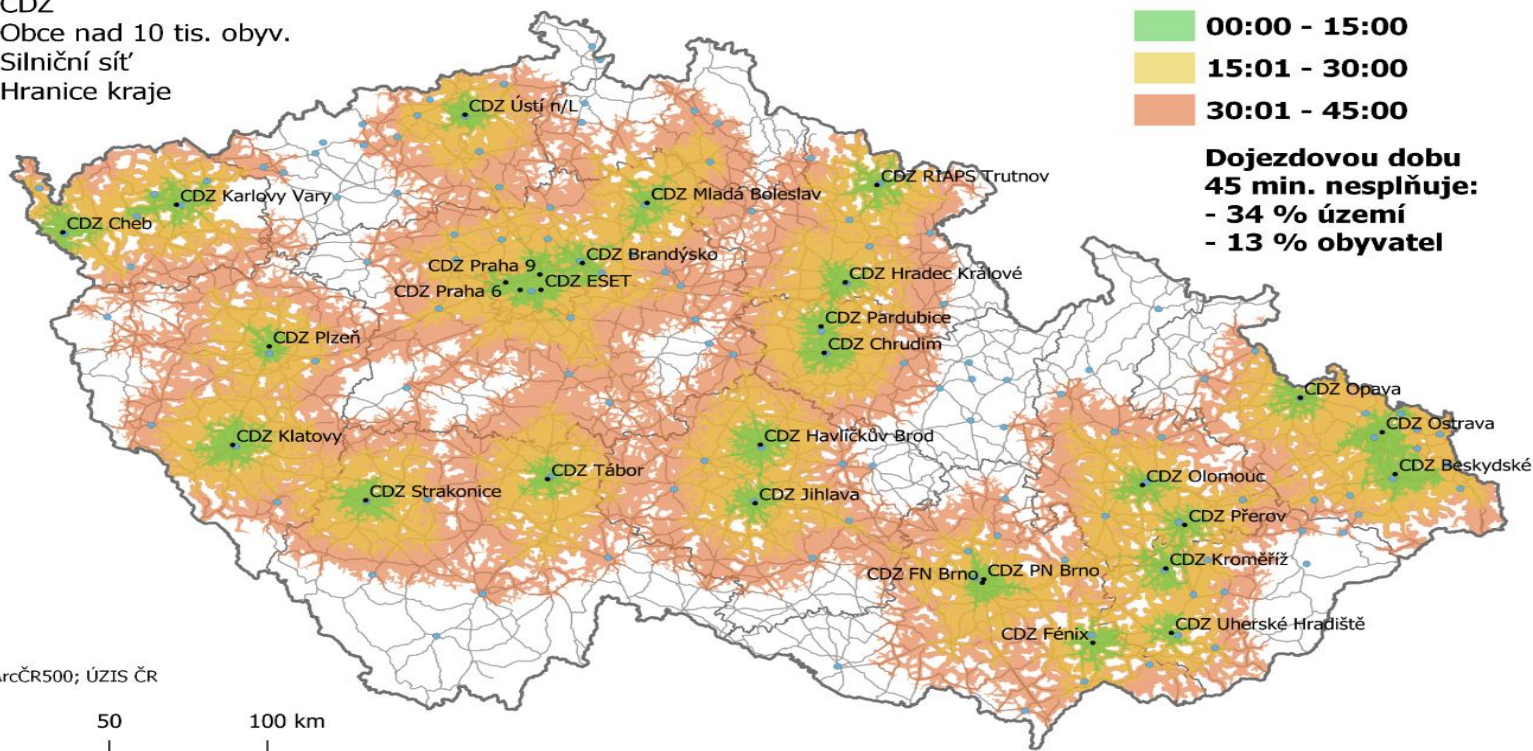 CDZ
Obce nad 10 tis. obyv.
Silniční síť
Hranice kraje
00:00 - 15:00
15:01 - 30:00
30:01 - 45:00
Dojezdovou dobu
45 min. nesplňuje:
- 34 % území
- 13 % obyvatel
CDZ Ústí n/L
CDZ RIAPS Trutnov
CDZ Karlovy Vary
CDZ Mladá Boleslav
CDZ Cheb
CDZ Brandýsko
CDZ Praha 9
CDZ Hradec Králové
CDZ ESET
CDZ Praha 6
CDZ Pardubice
CDZ Plzeň
CDZ Chrudim
CDZ Opava
CDZ Ostrava
CDZ Klatovy
CDZ Havlíčkův Brod
CDZ Beskydské
CDZ Tábor
CDZ Olomouc
CDZ Strakonice
CDZ Jihlava
CDZ Přerov
CDZ Kroměříž
CDZ FN Brno
CDZ PN Brno
CDZ Uherské Hradiště
CDZ Fénix
ArcČR500; ÚZIS ČR
50
100 km